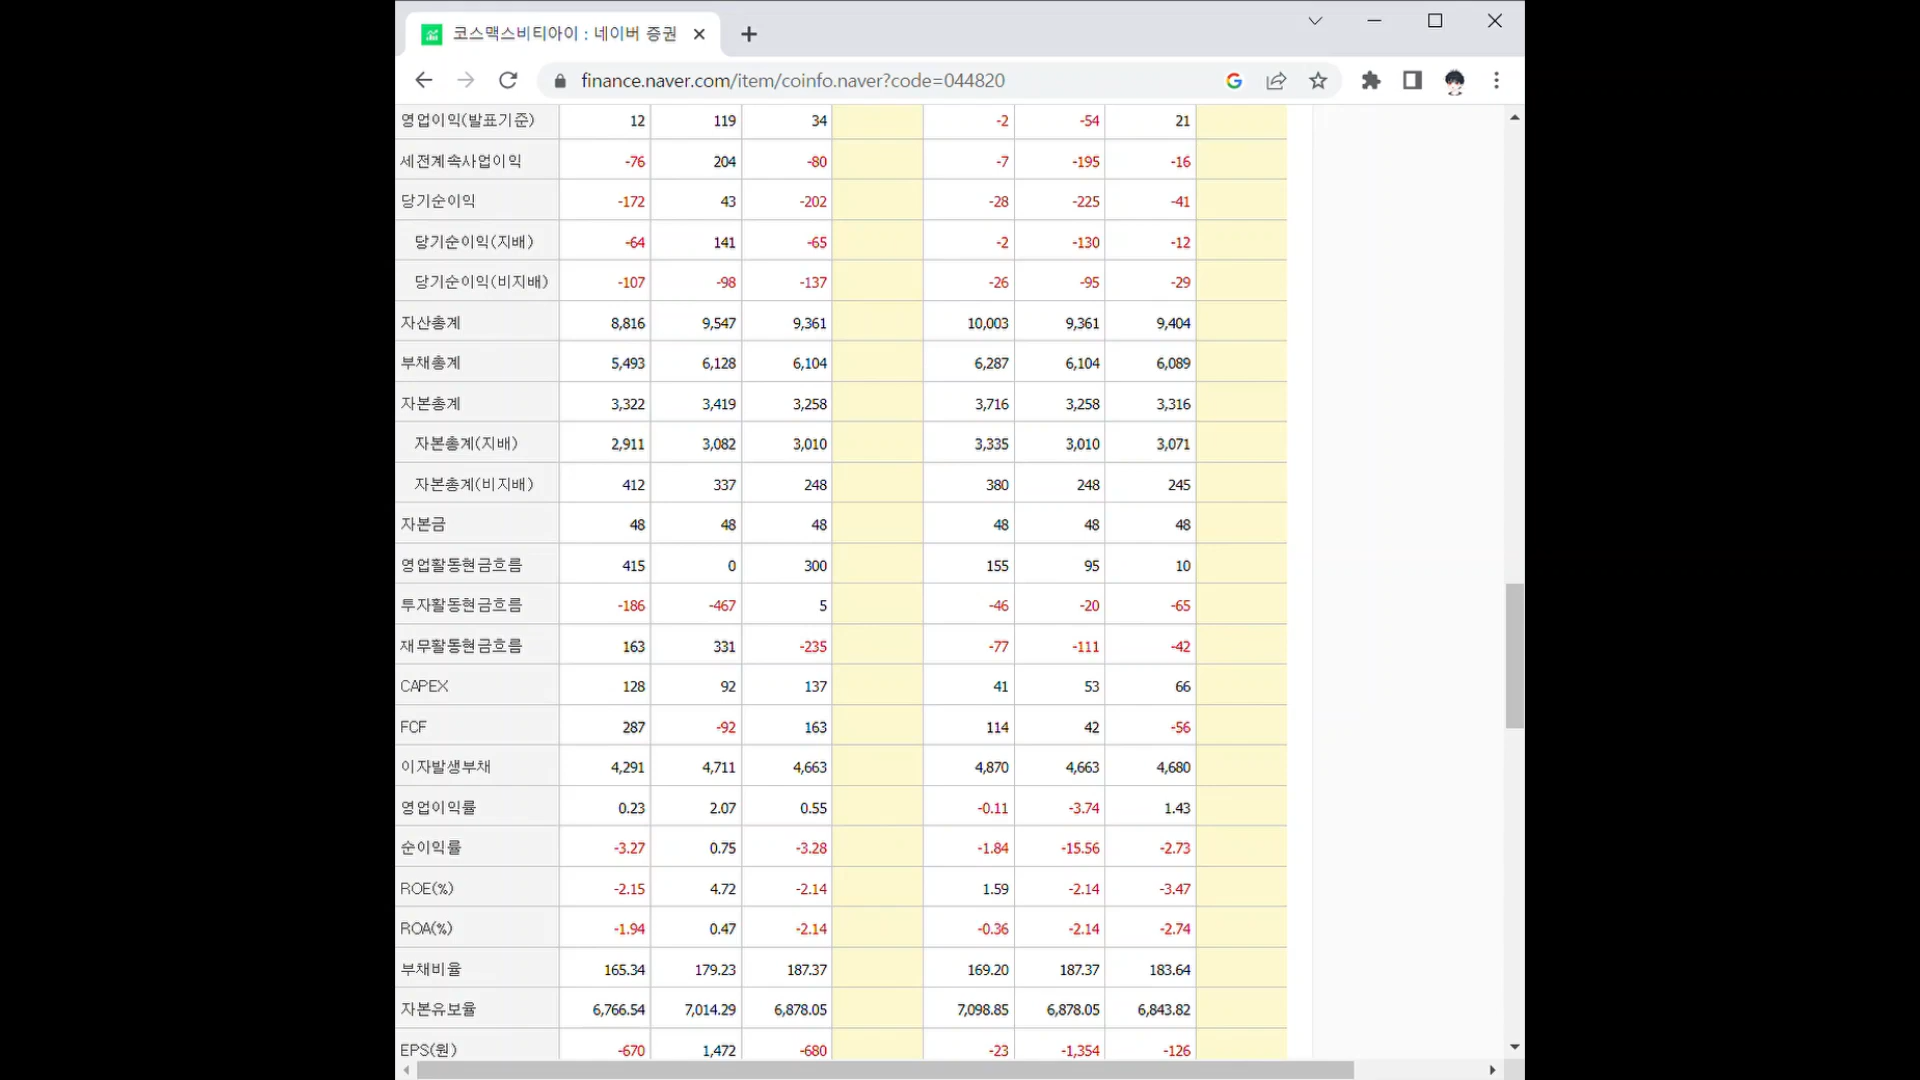 코스맥스비티아이 : 네이버 증권
finance.naver.com/item/coinfo.naver?code=044820
영업이익(발표기준) 12 119 34 -2 -54 21
세전계속사업이익 -76 204 -80 -7 -195 -16
당기순이익 -172 43 -202 -28 -225 -41
당기순이익(지배) -64 141 -65 -2 -130 -12
당기순이익(비지배) -107 -98 -137 -26 -95 -29
자산총계 8,816 9,547 9,361 10,003 9,361 9,404
부채총계 5,493 6,128 6,104 6,287 6,104 6,089
자본총계 3,322 3,419 3,258 3,716 3,258 3,316
자본총계(지배) 2,911 3,082 3,010 3,335 3,010 3,071
자본총계(비지배) 412 337 248 380 248 245
자본금 48 48 48 48 48 48
영업활동현금흐름 415 0 300 155 95 10
투자활동현금흐름 -186 -467 5 -46 -20 -65
재무활동현금흐름 163 331 -235 -77 -111 -42
CAPEX 128 92 137 41 53 66
FCF 287 -92 163 114 42 -56
이자발생부채 4,291 4,711 4,663 4,870 4,663 4,680
영업이익률 0.23 2.07 0.55 -0.11 -3.74 1.43
순이익률 -3.27 0.75 -3.28 -1.84 -15.56 -2.73
ROE(%) -2.15 4.72 -2.14 1.59 -2.14 -3.47
ROA(%) -1.94 0.47 -2.14 -0.36 -2.14 -2.74
부채비율 165.34 179.23 187.37 169.20 187.37 183.64
자본유보율 6,766.54 7,014.29 6,878.05 7,098.85 6,878.05 6,843.82
EPS(원) -670 1,472 -680 -23 -1,354 -126